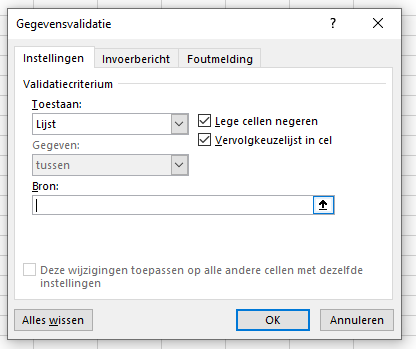 Gegevensvalidatie
Instellingen Invoerbericht Foutmelding
Validatiecriterium
Toestaan:
Lijst
Lege cellen negeren
Gegeven:
Vervolgkeuzelijst in cel
tussen
Bron:
Deze wijzigingen toepassen op alle andere cellen met dezelfde
instellingen
Alles wissen OK Annuleren